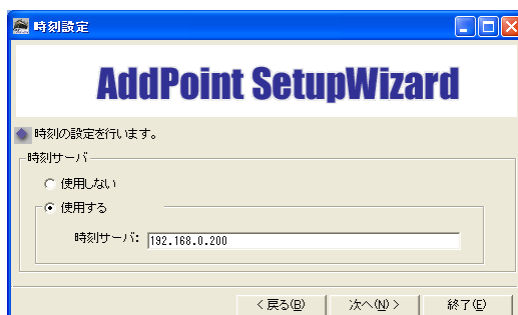 時刻設定
AddPoint SetupWizard
時刻の設定を行います。
時刻サーバ
使用しない
使用する
時刻サーバ: 192.168.0.200
< 戻る(B) 次へ(N) > 終了(E)